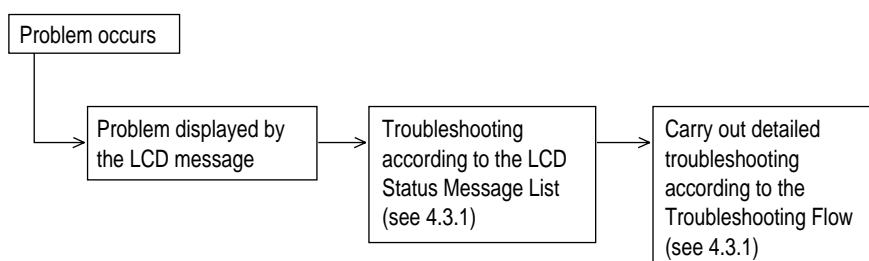 Problem occurs
Problem displayed by
the LCD message
Troubleshooting
according to the LCD
Status Message List
(see 4.3.1)
Carry out detailed
troubleshooting
according to the
Troubleshooting Flow
(see 4.3.1)